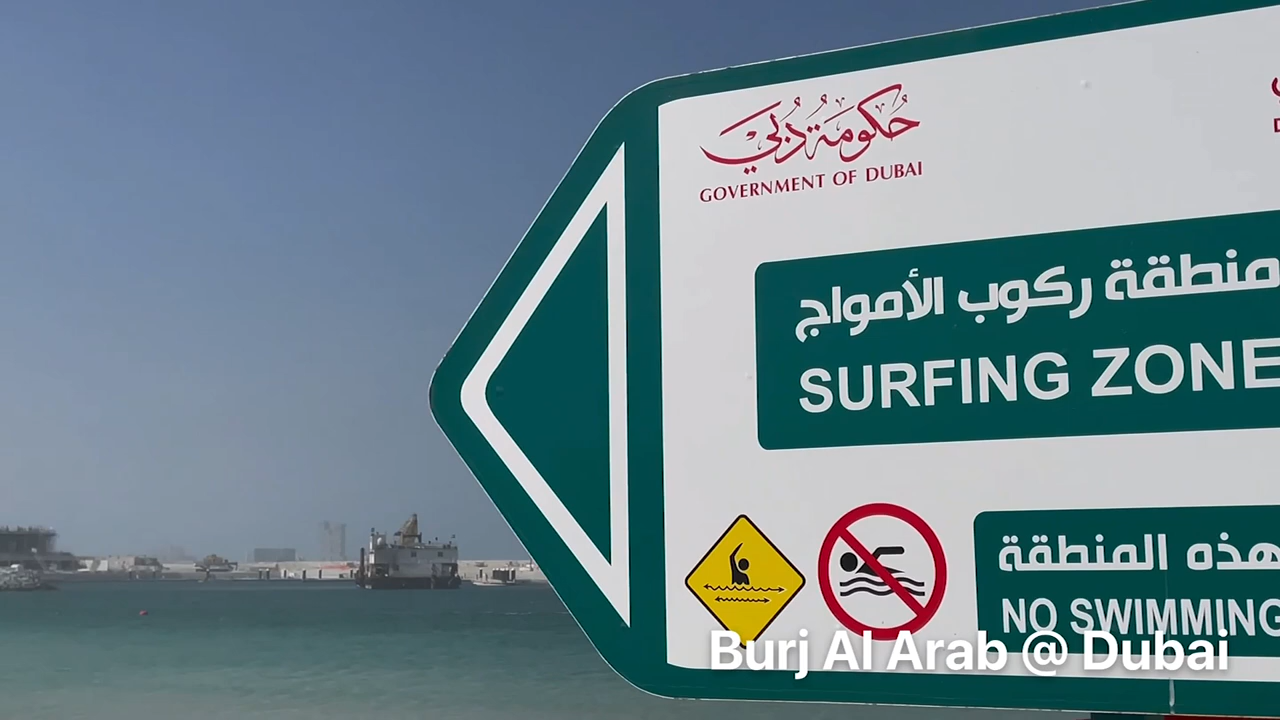 حكومة دبي
GOVERNMENT OF DUBAI
منطقة ركوب الأمواج
SURFING ZONE
هذه المنطقة
NO SWIMMING
Burj Al Arab @ Dubai